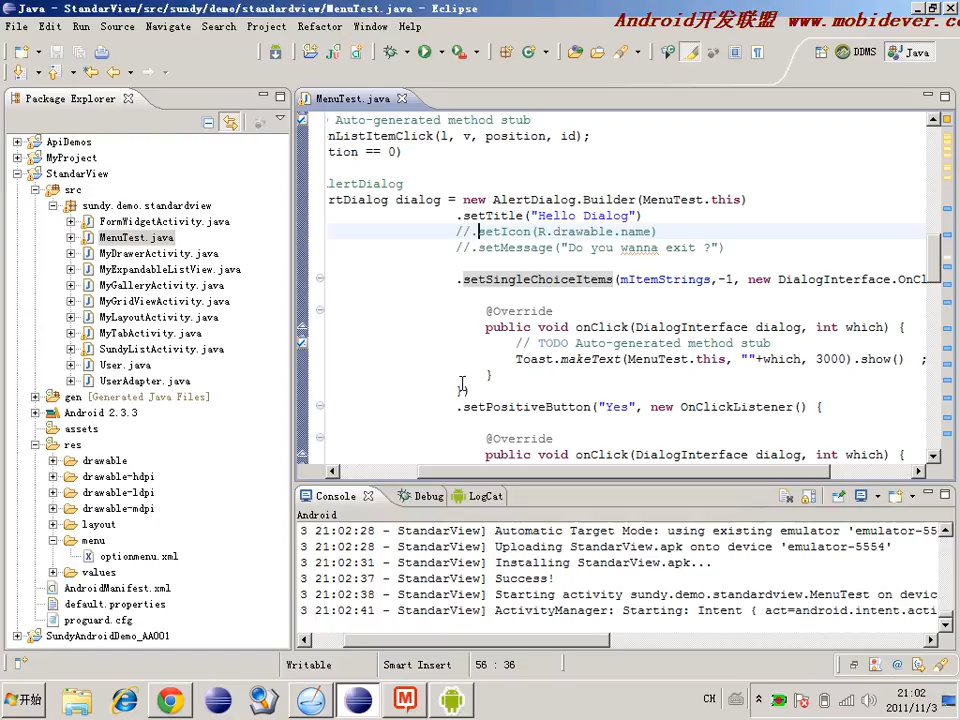 Java - StandarView/src/sundy/demo/standardview/MenuTest.java - Eclipse
Android开发联盟 www.mobidever.co
File Edit Run Source Navigate Search Project Refactor Window Help
DDMS Java
Package Explorer
ApiDemos
MyProject
StandarView
src
sundy.demo.standardview
FormWidgetActivity.java
MenuTest.java
MyDrawerActivity.java
MyExpandableListView.java
MyGalleryActivity.java
MyGridViewActivity.java
MyLayoutActivity.java
MyTabActivity.java
SundyListActivity.java
User.java
UserAdapter.java
gen [Generated Java Files]
Android 2.3.3
assets
res
drawable
drawable-hdpi
drawable-ldpi
drawable-mdpi
layout
menu
optionmenu.xml
values
AndroidManifest.xml
default.properties
proguard.cfg
SundyAndroidDemo_AA001
MenuTest.java
Auto-generated method stub
nListItemClick(l, v, position, id);
tion == 0)
lertDialog
rtDialog dialog = new AlertDialog.Builder(MenuTest.this)
.setTitle("Hello Dialog")
//.setIcon(R.drawable.name)
//.setMessage("Do you wanna exit ?")
.setSingleChoiceItems(mItemStrings,-1, new DialogInterface.OnCl
@Override
public void onClick(DialogInterface dialog, int which) {
// TODO Auto-generated method stub
Toast.makeText(MenuTest.this, ""+which, 3000).show() ;
}
})
.setPositiveButton("Yes", new OnClickListener() {
@Override
public void onClick(DialogInterface dialog, int which) {
Console Debug LogCat
Android
3 21:02:28 - StandarView] Automatic Target Mode: using existing emulator 'emulator-55
3 21:02:28 - StandarView] Uploading StandarView.apk onto device 'emulator-5554'
3 21:02:31 - StandarView] Installing StandarView.apk...
3 21:02:37 - StandarView] Success!
3 21:02:38 - StandarView] Starting activity sundy.demo.standardview.MenuTest on devic
3 21:02:41 - StandarView] ActivityManager: Starting: Intent { act=android.intent.acti
Writable Smart Insert 56 : 36
开始
CH
21:02
2011/11/3